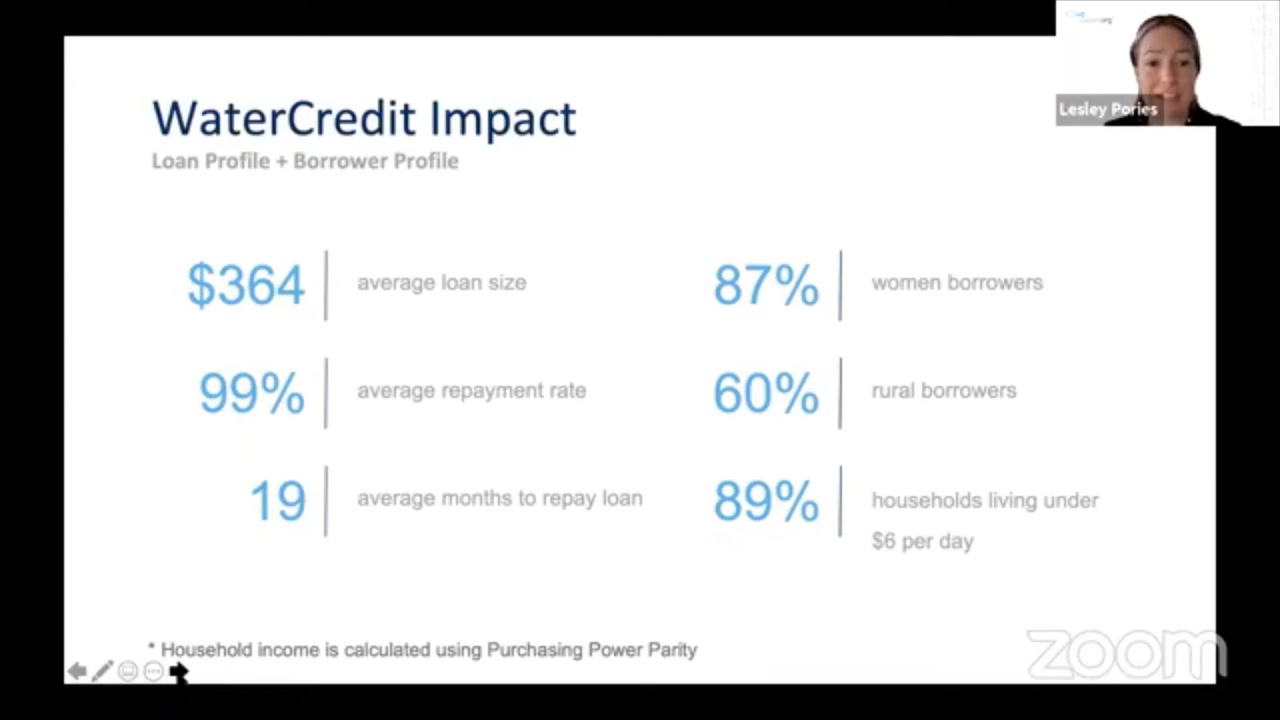 Lesley Pories
WaterCredit Impact
Loan Profile + Borrower Profile
$364
average loan size
99%
average repayment rate
19
average months to repay loan
87%
women borrowers
60%
rural borrowers
89%
households living under
$6 per day
* Household income is calculated using Purchasing Power Parity
zoom